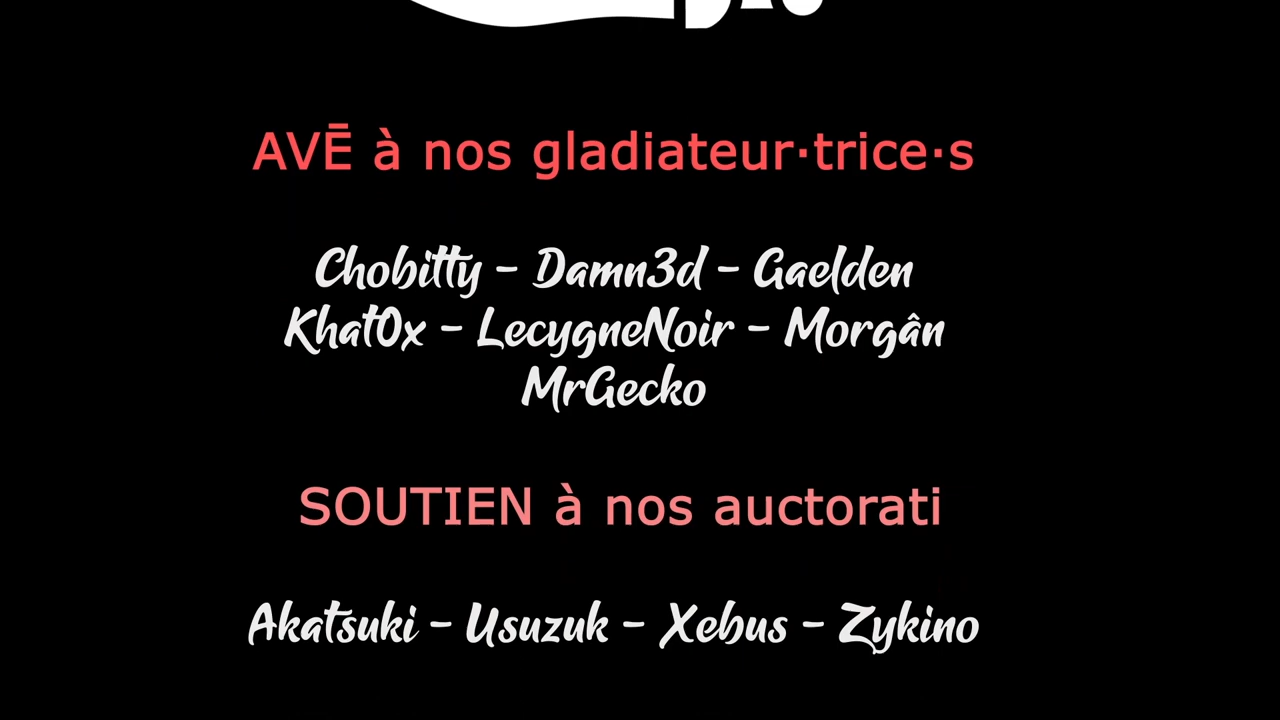 AVĒ à nos gladiateur·trice·s
Chobitty - Damn3d - Gaelden
Khat0x - LecygneNoir - Morgân
MrGecko
SOUTIEN à nos auctorati
Akatsuki - Usuzuk - Xebus - Zykino